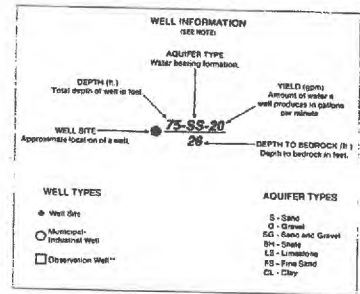 WELL INFORMATION
(SEE NOTE)
AQUIFER TYPE
Water bearing formation.
DEPTH (ft.)
Total depth of well in feet
YIELD (gpm)
Amount of water a
well produces in gallons
per minute
WELL SITE
Approximate location of a well.
75-SS-20
26
DEPTH TO BEDROCK (ft.)
Depth to bedrock in feet.
WELL TYPES
Well Site
Municipal-
Industrial Well
Observation Well**
AQUIFER TYPES
S - Sand
G - Gravel
SG - Sand and Gravel
SH - Shale
LS - Limestone
FS - Fine Sand
CL - Clay